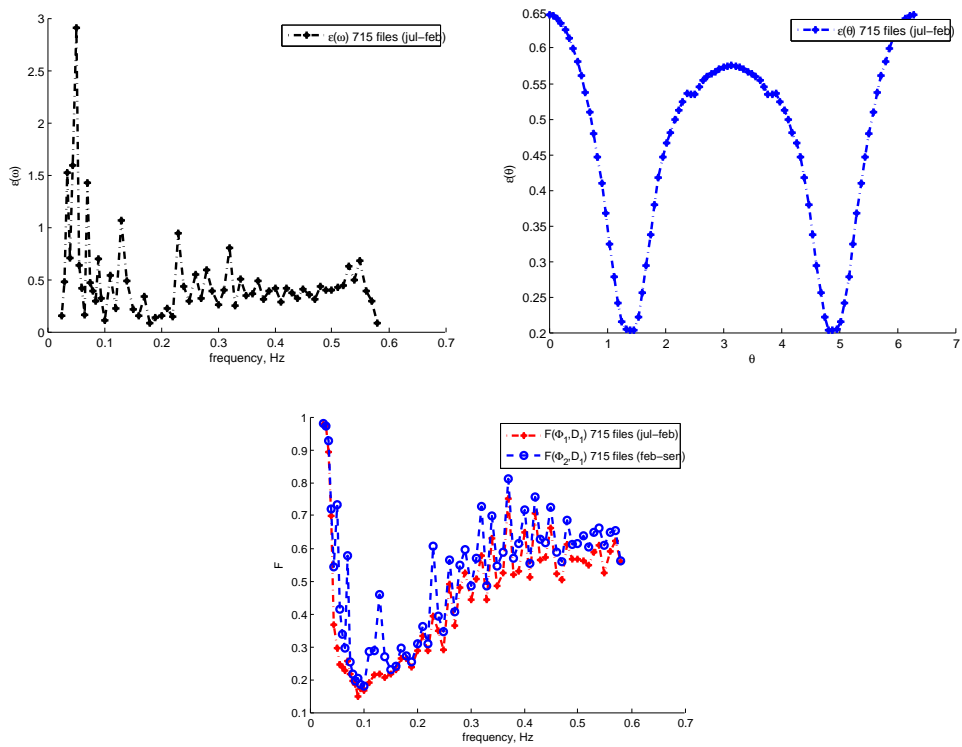 ε(ω) 715 files (jul−feb)
3
2.5
2
1.5
1
0.5
0
ε(ω)
0 0.1 0.2 0.3 0.4 0.5 0.6 0.7
frequency, Hz
ε(θ) 715 files (jul−feb)
0.65
0.6
0.55
0.5
0.45
0.4
0.35
0.3
0.25
0.2
ε(θ)
0 1 2 3 4 5 6 7
θ
F(Φ1,D1) 715 files (jul−feb)
F(Φ2,D1) 715 files (feb−sen)
1
0.9
0.8
0.7
0.6
0.5
0.4
0.3
0.2
0.1
F
0 0.1 0.2 0.3 0.4 0.5 0.6 0.7
frequency, Hz